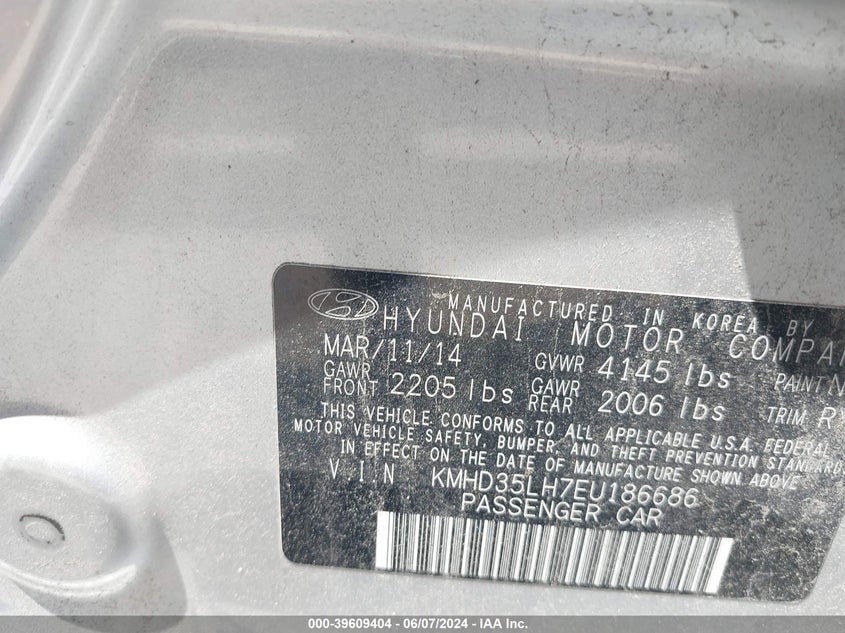 MANUFACTURED IN KOREA BY
HYUNDAI MOTOR COMPAN
MAR/11/14 GVWR 4145 lbs PAINT N
GAWR FRONT 2205 lbs GAWR REAR 2006 lbs TRIM RY
THIS VEHICLE CONFORMS TO ALL APPLICABLE U.S.A. FEDERAL
MOTOR VEHICLE SAFETY, BUMPER, AND THEFT PREVENTION STANDARDS
IN EFFECT ON THE DATE OF MANUFACTURE SHOWN ABOVE
V.I.N KMHD35LH7EU186686
PASSENGER CAR
000-39609404 - 06/07/2024 - IAA Inc.